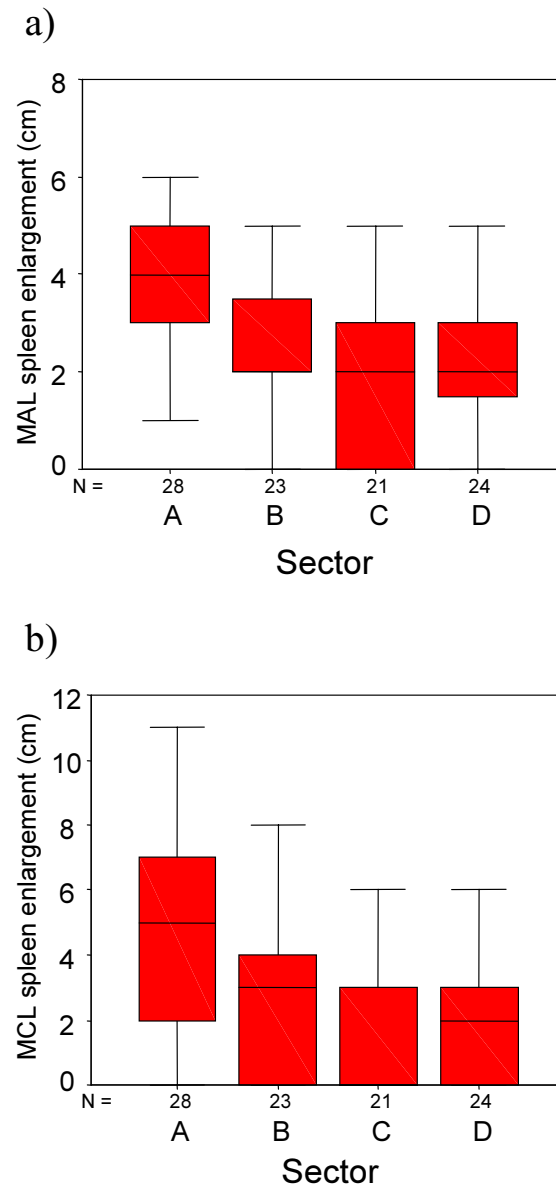 a)
MAL spleen enlargement (cm)
8
6
4
2
0
N = 28 23 21 24
A B C D
Sector
b)
MCL spleen enlargement (cm)
12
10
8
6
4
2
0
N = 28 23 21 24
A B C D
Sector